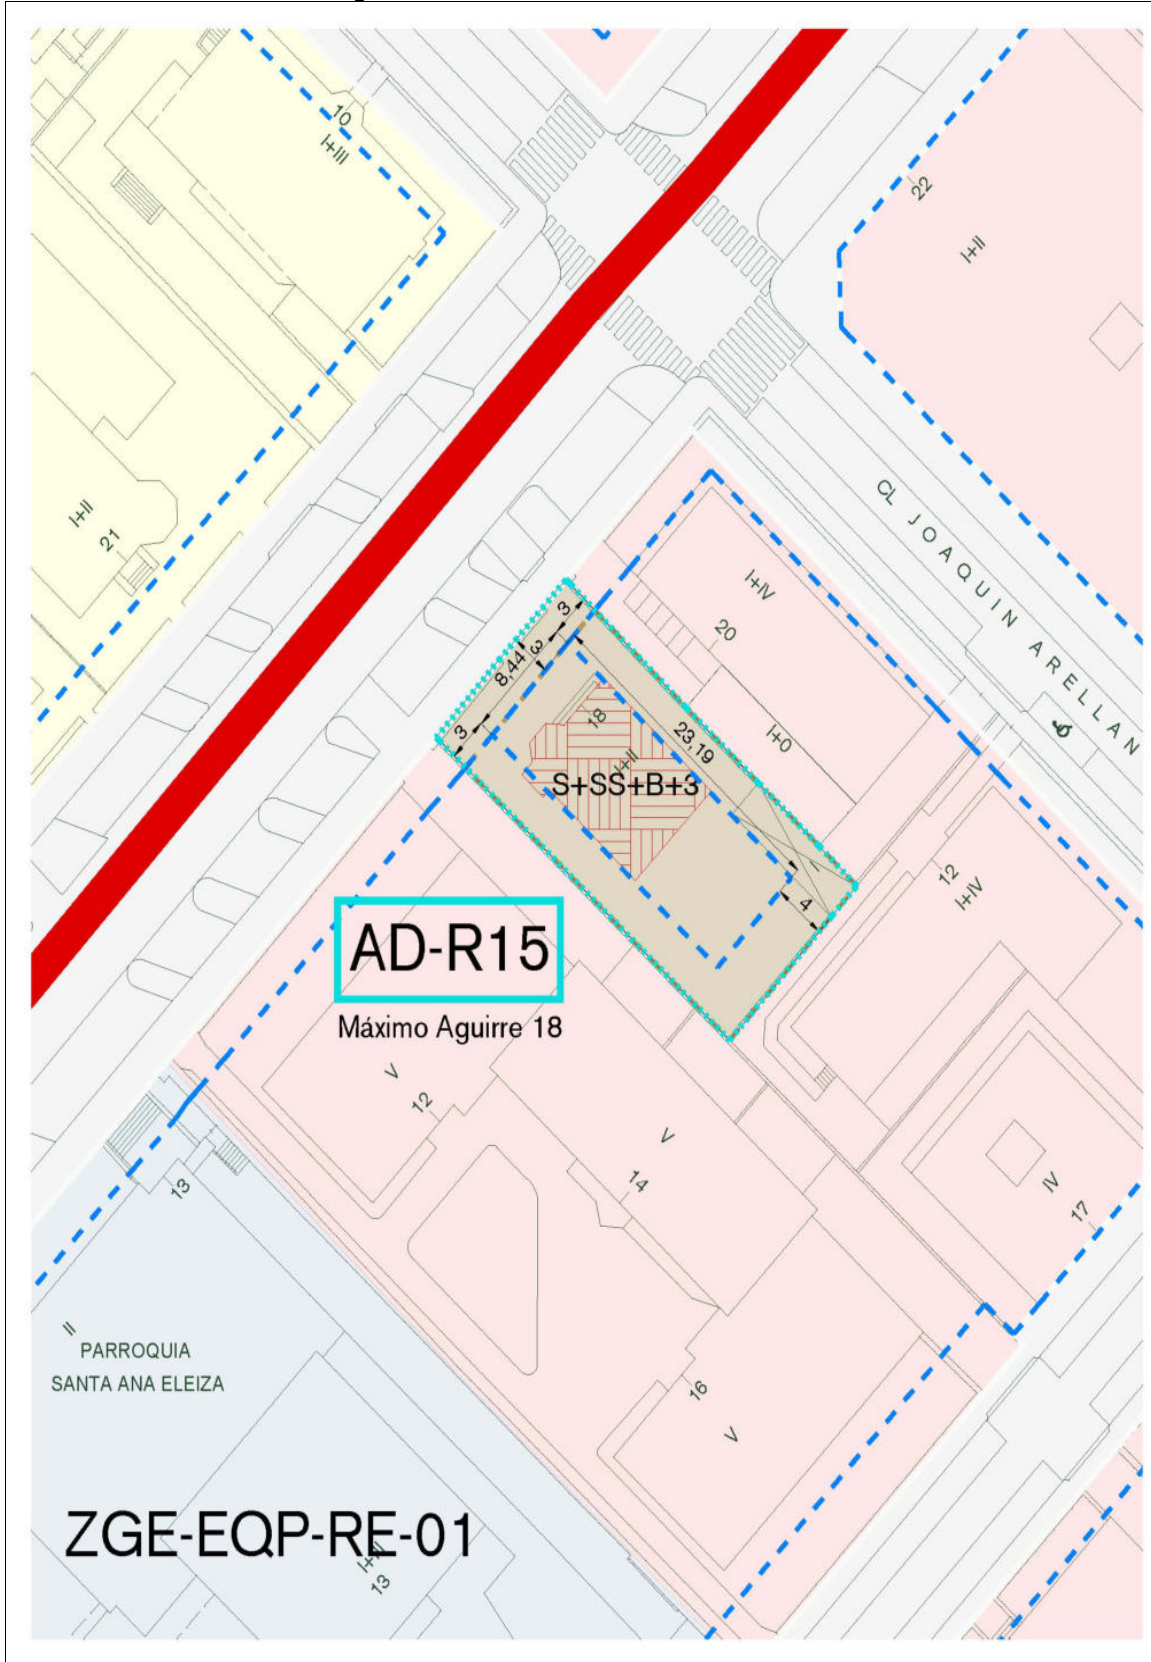 10
I+III
22
I+II
I+II
21
CL JOAQUIN ARELLAN
I+IV
20
I+0
3
3
8,44
3
23,19
18
I+II
S+SS+B+3
4
12
I+IV
AD-R15
Máximo Aguirre 18
V
12
V
14
13
IV
17
II
PARROQUIA
SANTA ANA ELEIZA
16
V
ZGE-EQP-RE-01
I+II
13